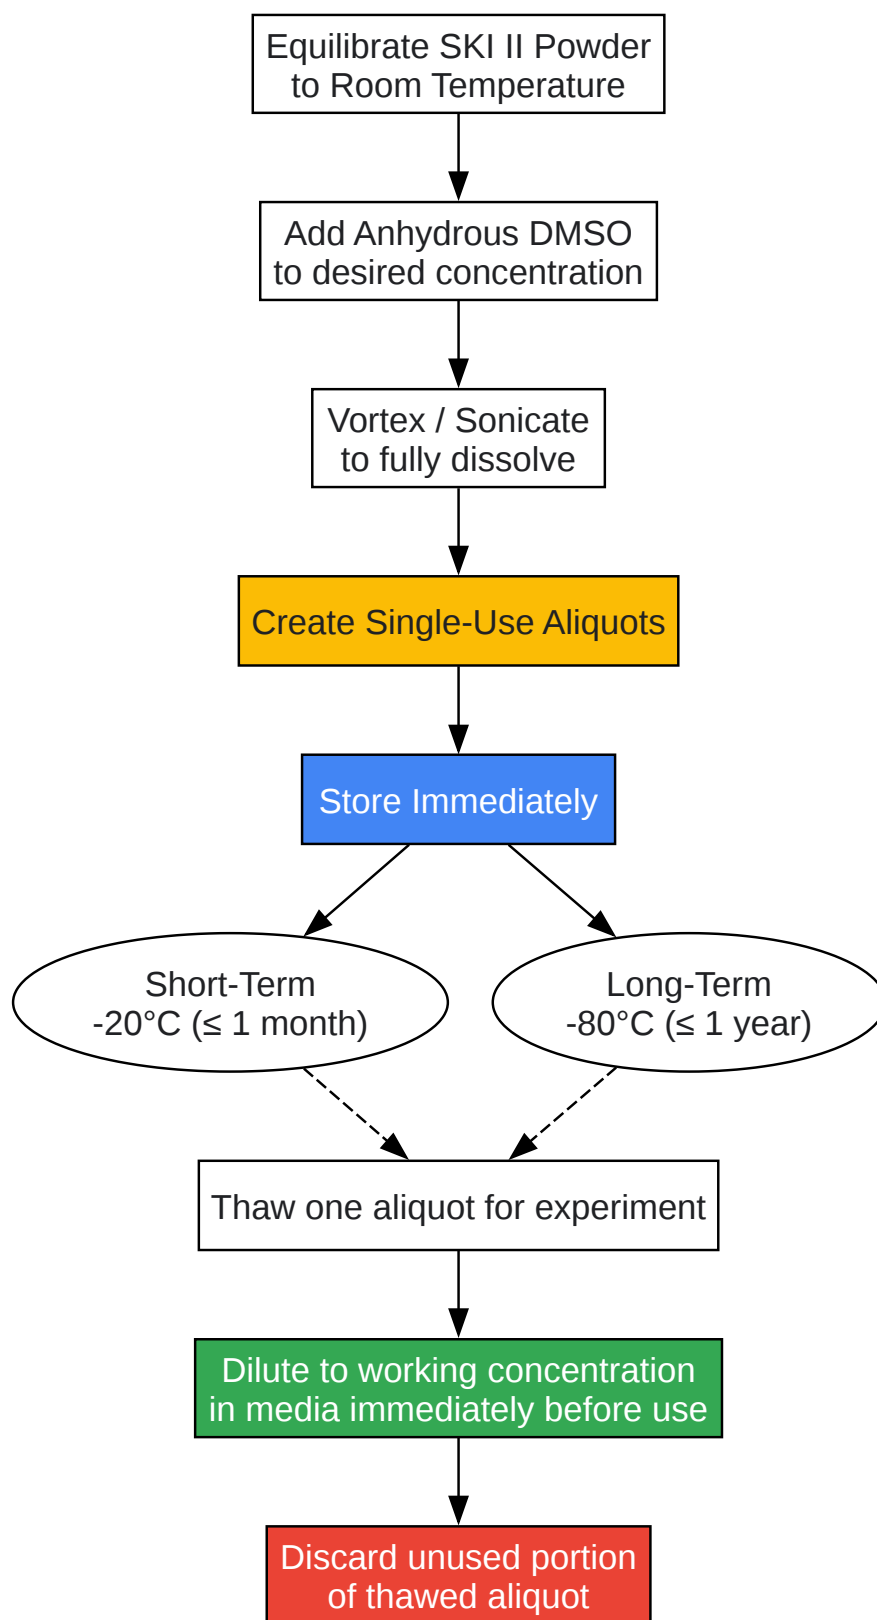 Equilibrate SKI II Powder
to Room Temperature
Add Anhydrous DMSO
to desired concentration
Vortex / Sonicate
to fully dissolve
Create Single-Use Aliquots
Store Immediately
Short-Term
-20°C (≤ 1 month)
Long-Term
-80°C (≤ 1 year)
Thaw one aliquot for experiment
Dilute to working concentration
in media immediately before use
Discard unused portion
of thawed aliquot